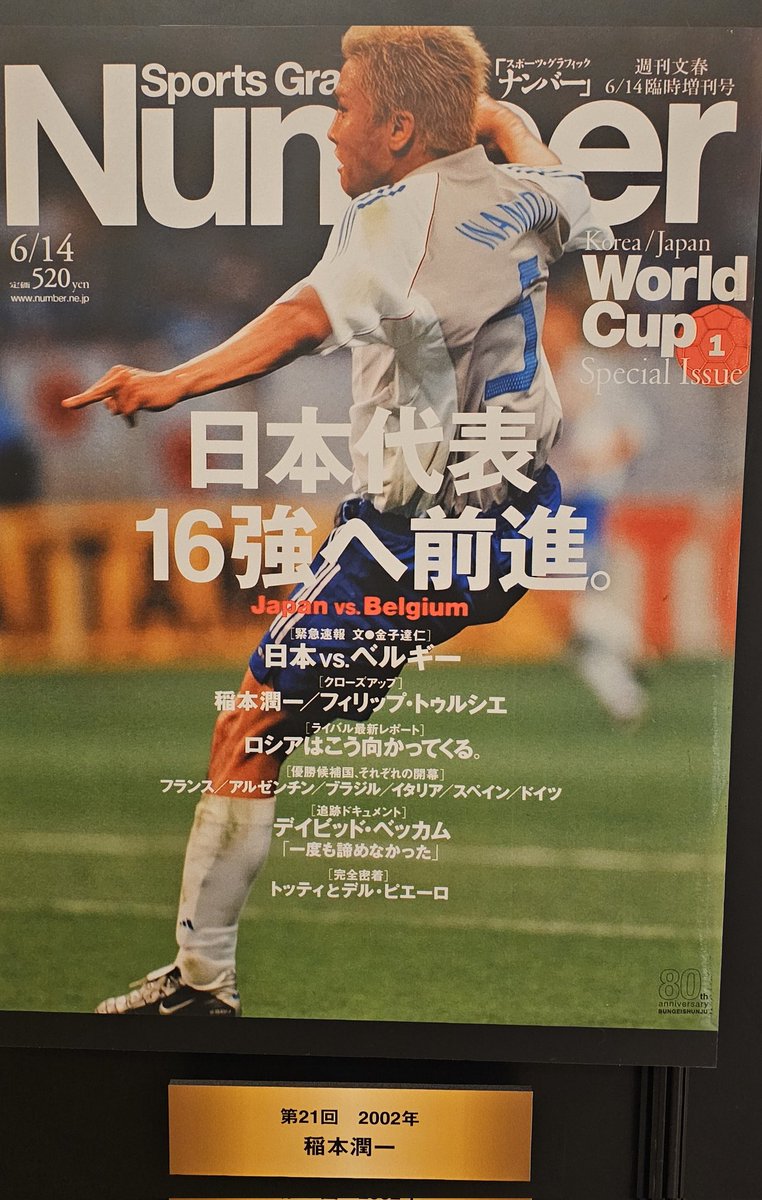 Sports Gra
Number
「スポーツ・グラフィック
ナンバー」
週刊文春
6/14臨時増刊号
6/14
定価520yen
www.number.ne.jp
INAMO
5
Korea/Japan
World
Cup 1
Special Issue
日本代表
16強へ前進。
Japan vs. Belgium
[緊急速報 文●金子達仁]
日本vs.ベルギー
[クローズアップ]
稲本潤一/フィリップ・トゥルシエ
[ライバル最新レポート]
ロシアはこう向かってくる。
[優勝候補国、それぞれの開幕]
フランス/アルゼンチン/ブラジル/イタリア/スペイン/ドイツ
[追跡ドキュメント]
デイビッド・ベッカム
「一度も諦めなかった」
[完全密着]
トッティとデル・ピエーロ
80th
anniversary
BUNGEISHUNJU
第21回 2002年
稲本潤一